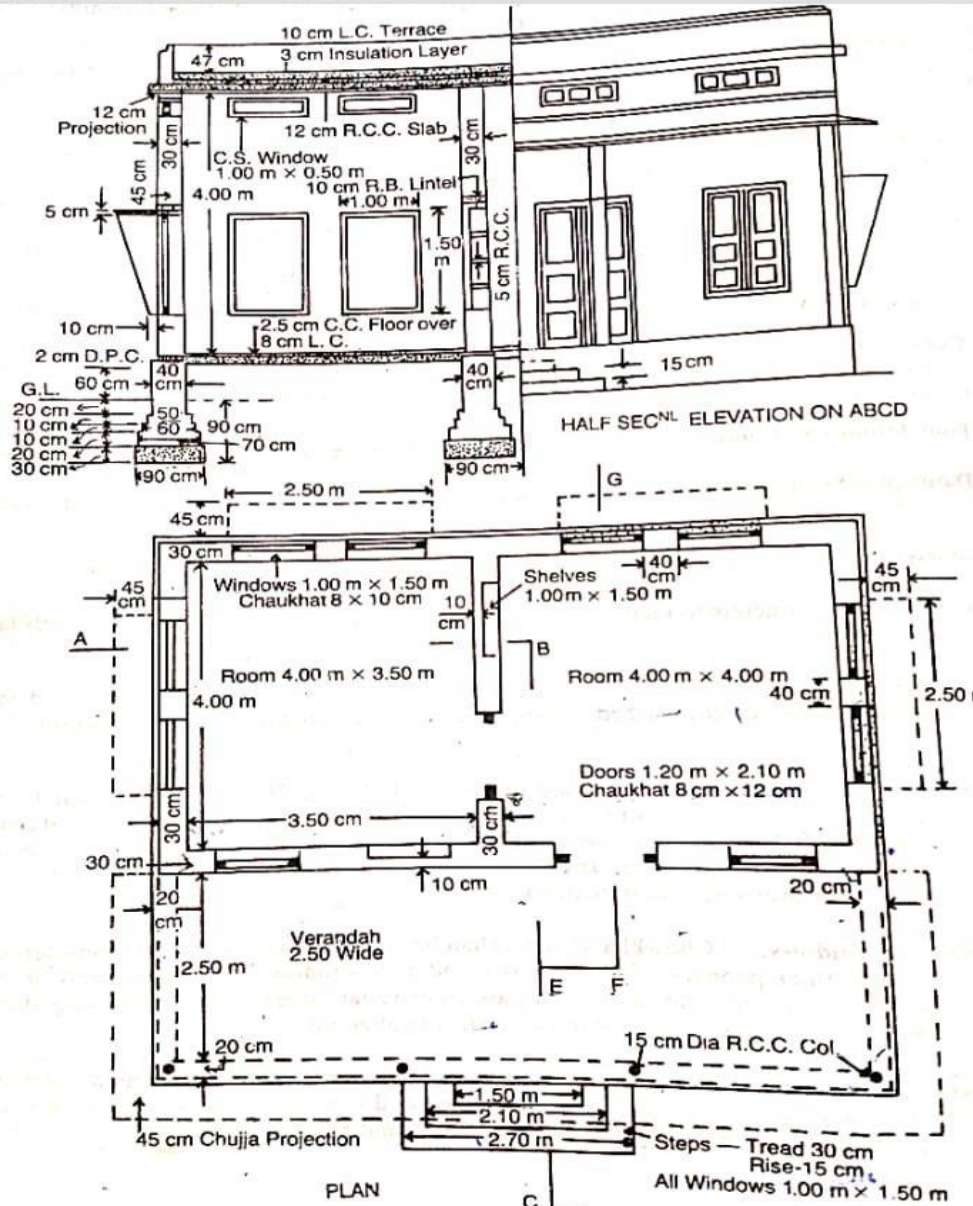 10 cm L.C. Terrace
3 cm Insulation Layer
47 cm
12 cm
Projection
12 cm R.C.C. Slab
30 cm
30 cm
C.S. Window
1.00 m × 0.50 m
45 cm
4.00 m
10 cm R.B. Lintel
1.00 m
5 cm
1.50
m
5 cm R.C.C.
10 cm
2.5 cm C.C. Floor over
8 cm L.C.
2 cm D.P.C.
40
cm
40
cm
15 cm
60 cm
G.L.
20 cm
10 cm
10 cm
20 cm
30 cm
50
60
90 cm
70 cm
90 cm
90 cm
HALF SECNL ELEVATION ON ABCD
2.50 m
G
45 cm
30 cm
Windows 1.00 m × 1.50 m
Chaukhat 8 × 10 cm
40
cm
Shelves
1.00 m × 1.50 m
45
cm
45
cm
10
cm
A
B
Room 4.00 m × 3.50 m
Room 4.00 m × 4.00 m
4.00 m
40 cm
2.50
Doors 1.20 m × 2.10 m
Chaukhat 8 cm ×12 om
3.50 cm
30 cm
30 cm
30 cm
10 cm
20 cm
20
cm
Verandah
2.50 Wide
2.50 m
E
F
20 cm
15 cm Dia R.C.C. Col
1.50 m
2.10 m
2.70 m
45 cm Chujja Projection
Steps — Tread 30 cm
Rise-15 cm
All Windows 1.00 m × 1.50 m
PLAN
C